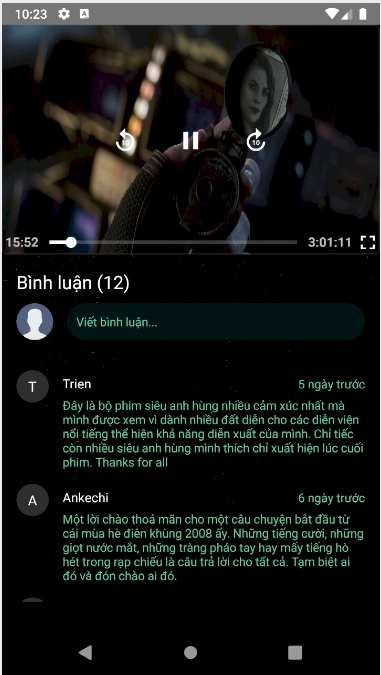 10:23
A
10
10
15:52
3:01:11
Bình luận (12)
Viết bình luận...
T
Trien
5 ngày trước
Đây là bộ phim siêu anh hùng nhiều cảm xúc nhất mà
mình được xem vì dành nhiều đất diễn cho các diễn viên
nổi tiếng thể hiện khả năng diễn xuất của mình. Chỉ tiếc
còn nhiều siêu anh hùng mình thích chỉ xuất hiện lúc cuối
phim. Thanks for all
A
Ankechi
6 ngày trước
Một lời chào thoả mãn cho một câu chuyện bắt đầu từ
cái mùa hè điên khùng 2008 ấy. Những tiếng cười, những
giọt nước mắt, những tràng pháo tay hay mấy tiếng hò
hét trong rạp chiếu là câu trả lời cho tất cả. Tạm biệt ai
đó và đón chào ai đó.